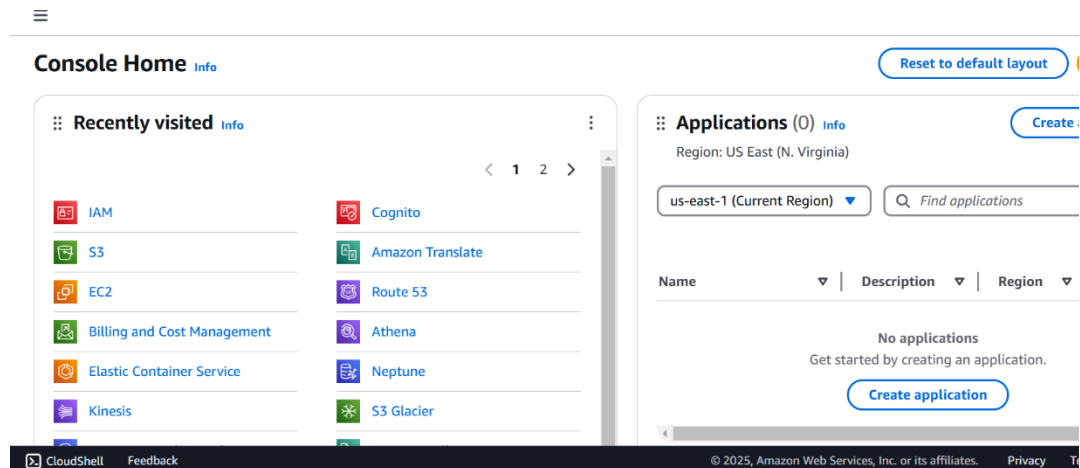 Console Home Info
Reset to default layout
Recently visited Info
1 2
IAM
S3
EC2
Billing and Cost Management
Elastic Container Service
Kinesis
Cognito
Amazon Translate
Route 53
Athena
Neptune
S3 Glacier
Applications (0) Info
Create
Region: US East (N. Virginia)
us-east-1 (Current Region)
Find applications
Name Description Region
No applications
Get started by creating an application.
Create application
CloudShell Feedback
© 2025, Amazon Web Services, Inc. or its affiliates. Privacy